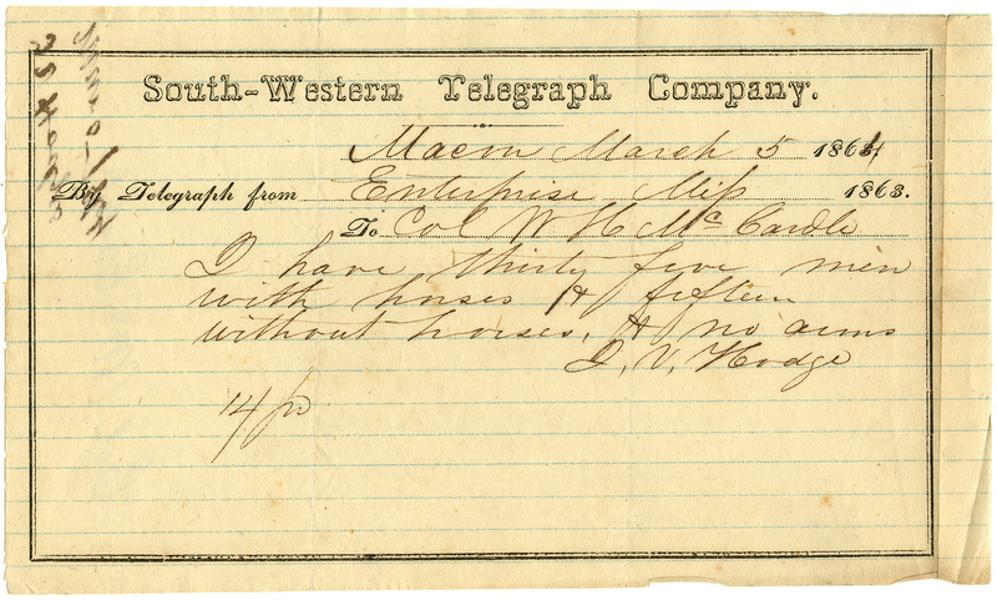 South-Western Telegraph Company.
Macon March 5 1864.
By Telegraph from Enterprise Miss 1863.
To Col W H McCardle
I have thirty five men
with horses & fifteen
without horses, & no arms
J, V, Hodge
14 pd